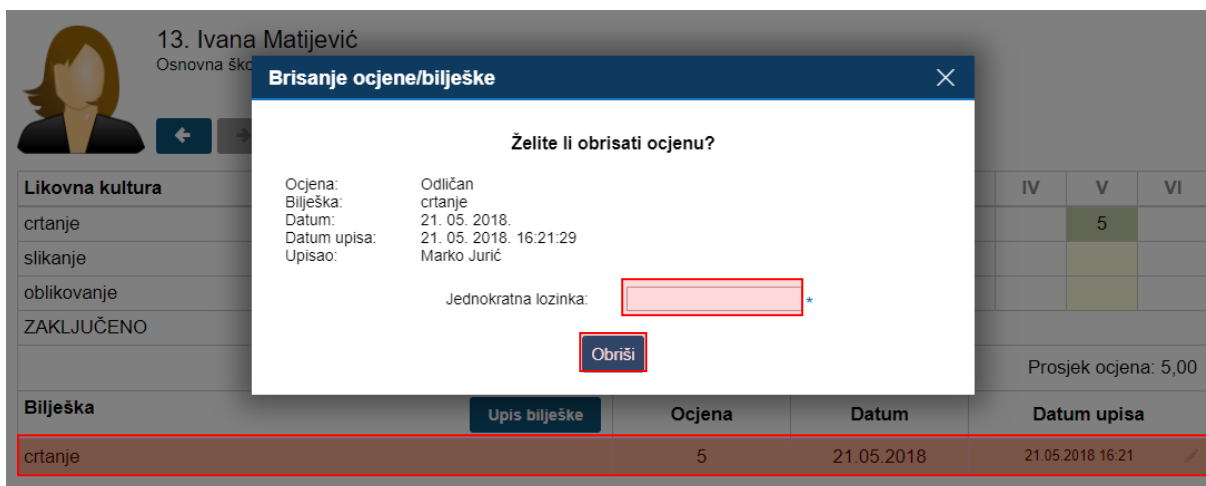 13. Ivana Matijević
Osnovna ško
Brisanje ocjene/bilješke
Želite li obrisati ocjenu?
Ocjena: Odličan
Bilješka: crtanje
Datum: 21. 05. 2018.
Datum upisa: 21. 05. 2018. 16:21:29
Upisao: Marko Jurić
Jednokratna lozinka: *
Obriši
Likovna kultura IV V VI
crtanje 5
slikanje
oblikovanje
ZAKLJUČENO
Prosjek ocjena: 5,00
Bilješka Upis bilješke Ocjena Datum Datum upisa
crtanje 5 21.05.2018 21.05.2018 16:21